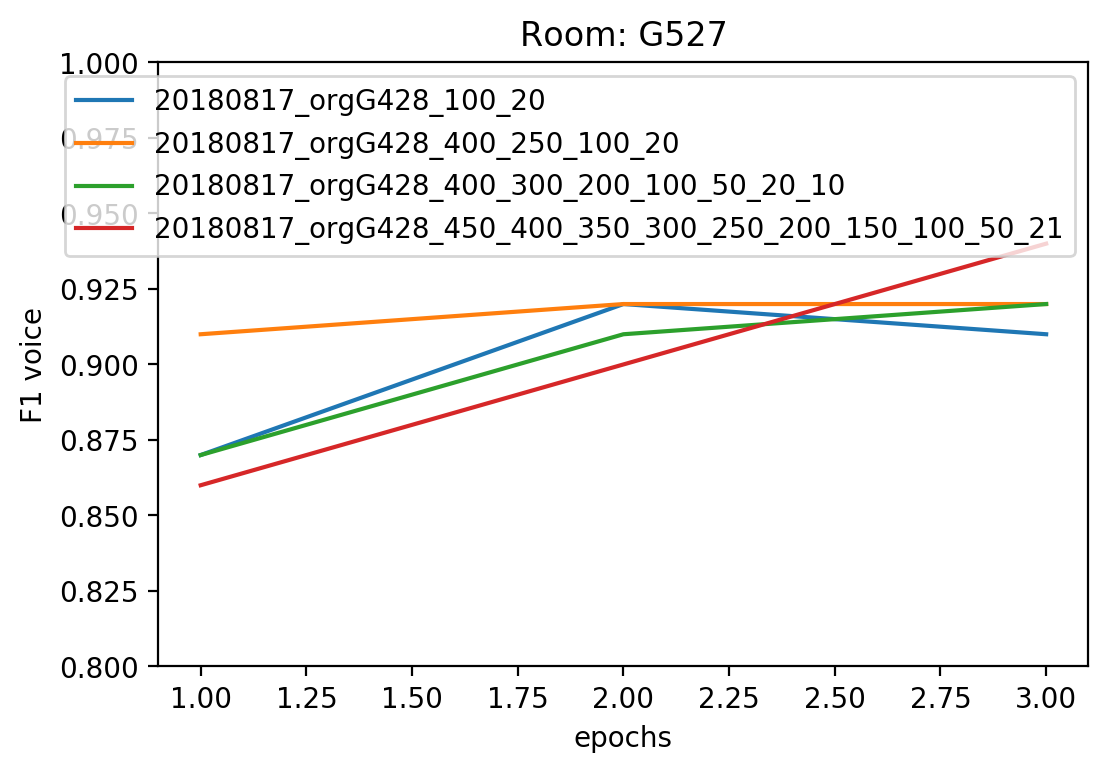 Room: G527
1.000
0.975
0.950
0.925
0.900
0.875
0.850
0.825
0.800
F1 voice
20180817_orgG428_100_20
20180817_orgG428_400_250_100_20
20180817_orgG428_400_300_200_100_50_20_10
20180817_orgG428_450_400_350_300_250_200_150_100_50_21
1.00 1.25 1.50 1.75 2.00 2.25 2.50 2.75 3.00
epochs